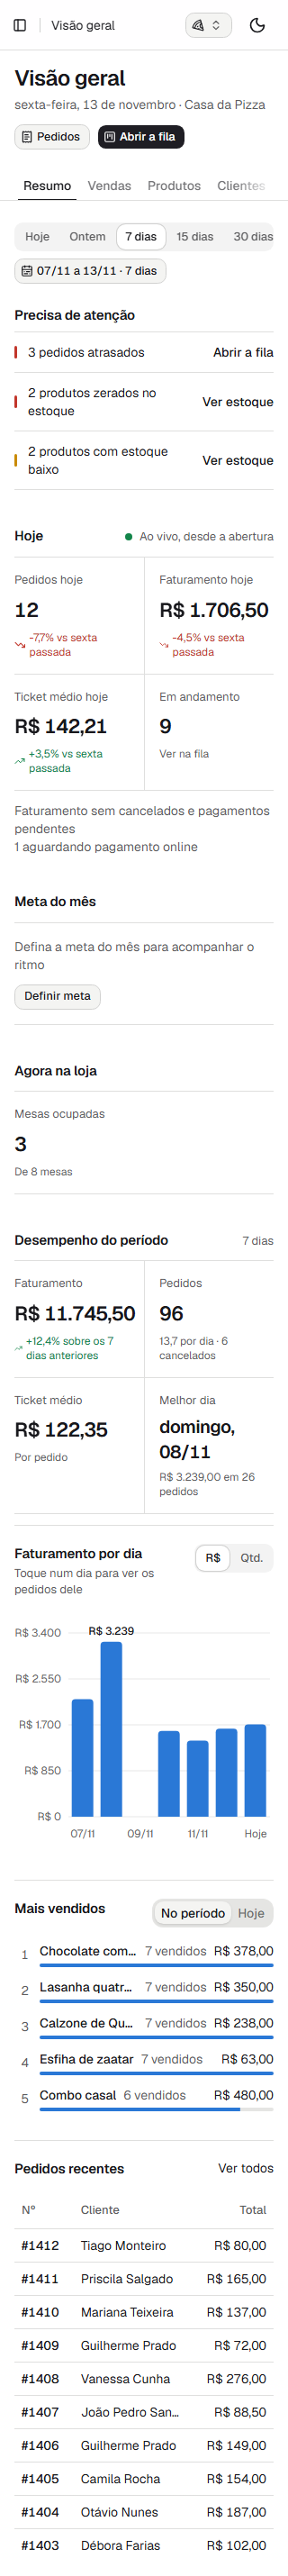 Visão geral
Visão geral
sexta-feira, 13 de novembro · Casa da Pizza
Pedidos
Abrir a fila
Resumo Vendas Produtos Clientes
Hoje Ontem 7 dias 15 dias 30 dias
07/11 a 13/11 · 7 dias
Precisa de atenção
3 pedidos atrasados Abrir a fila
2 produtos zerados no
estoque
Ver estoque
2 produtos com estoque
baixo
Ver estoque
Hoje
Ao vivo, desde a abertura
Pedidos hoje
12
-7,7% vs sexta
passada
Faturamento hoje
R$ 1.706,50
-4,5% vs sexta
passada
Ticket médio hoje
R$ 142,21
+3,5% vs sexta
passada
Em andamento
9
Ver na fila
Faturamento sem cancelados e pagamentos
pendentes
1 aguardando pagamento online
Meta do mês
Defina a meta do mês para acompanhar o
ritmo
Definir meta
Agora na loja
Mesas ocupadas
3
De 8 mesas
Desempenho do período
7 dias
Faturamento
R$ 11.745,50
+12,4% sobre os 7
dias anteriores
Pedidos
96
13,7 por dia · 6
cancelados
Ticket médio
R$ 122,35
Por pedido
Melhor dia
domingo,
08/11
R$ 3.239,00 em 26
pedidos
Faturamento por dia
Toque num dia para ver os
pedidos dele
R$ Qtd.
R$ 3.400
R$ 3.239
R$ 2.550
R$ 1.700
R$ 850
R$ 0
07/11 09/11 11/11 Hoje
Mais vendidos
No período Hoje
1 Chocolate com... 7 vendidos R$ 378,00
2 Lasanha quatr... 7 vendidos R$ 350,00
3 Calzone de Qu... 7 vendidos R$ 238,00
4 Esfiha de zaatar 7 vendidos R$ 63,00
5 Combo casal 6 vendidos R$ 480,00
Pedidos recentes
Ver todos
Nº Cliente Total
#1412 Tiago Monteiro R$ 80,00
#1411 Priscila Salgado R$ 165,00
#1410 Mariana Teixeira R$ 137,00
#1409 Guilherme Prado R$ 72,00
#1408 Vanessa Cunha R$ 276,00
#1407 João Pedro San... R$ 88,50
#1406 Guilherme Prado R$ 149,00
#1405 Camila Rocha R$ 154,00
#1404 Otávio Nunes R$ 187,00
#1403 Débora Farias R$ 102,00